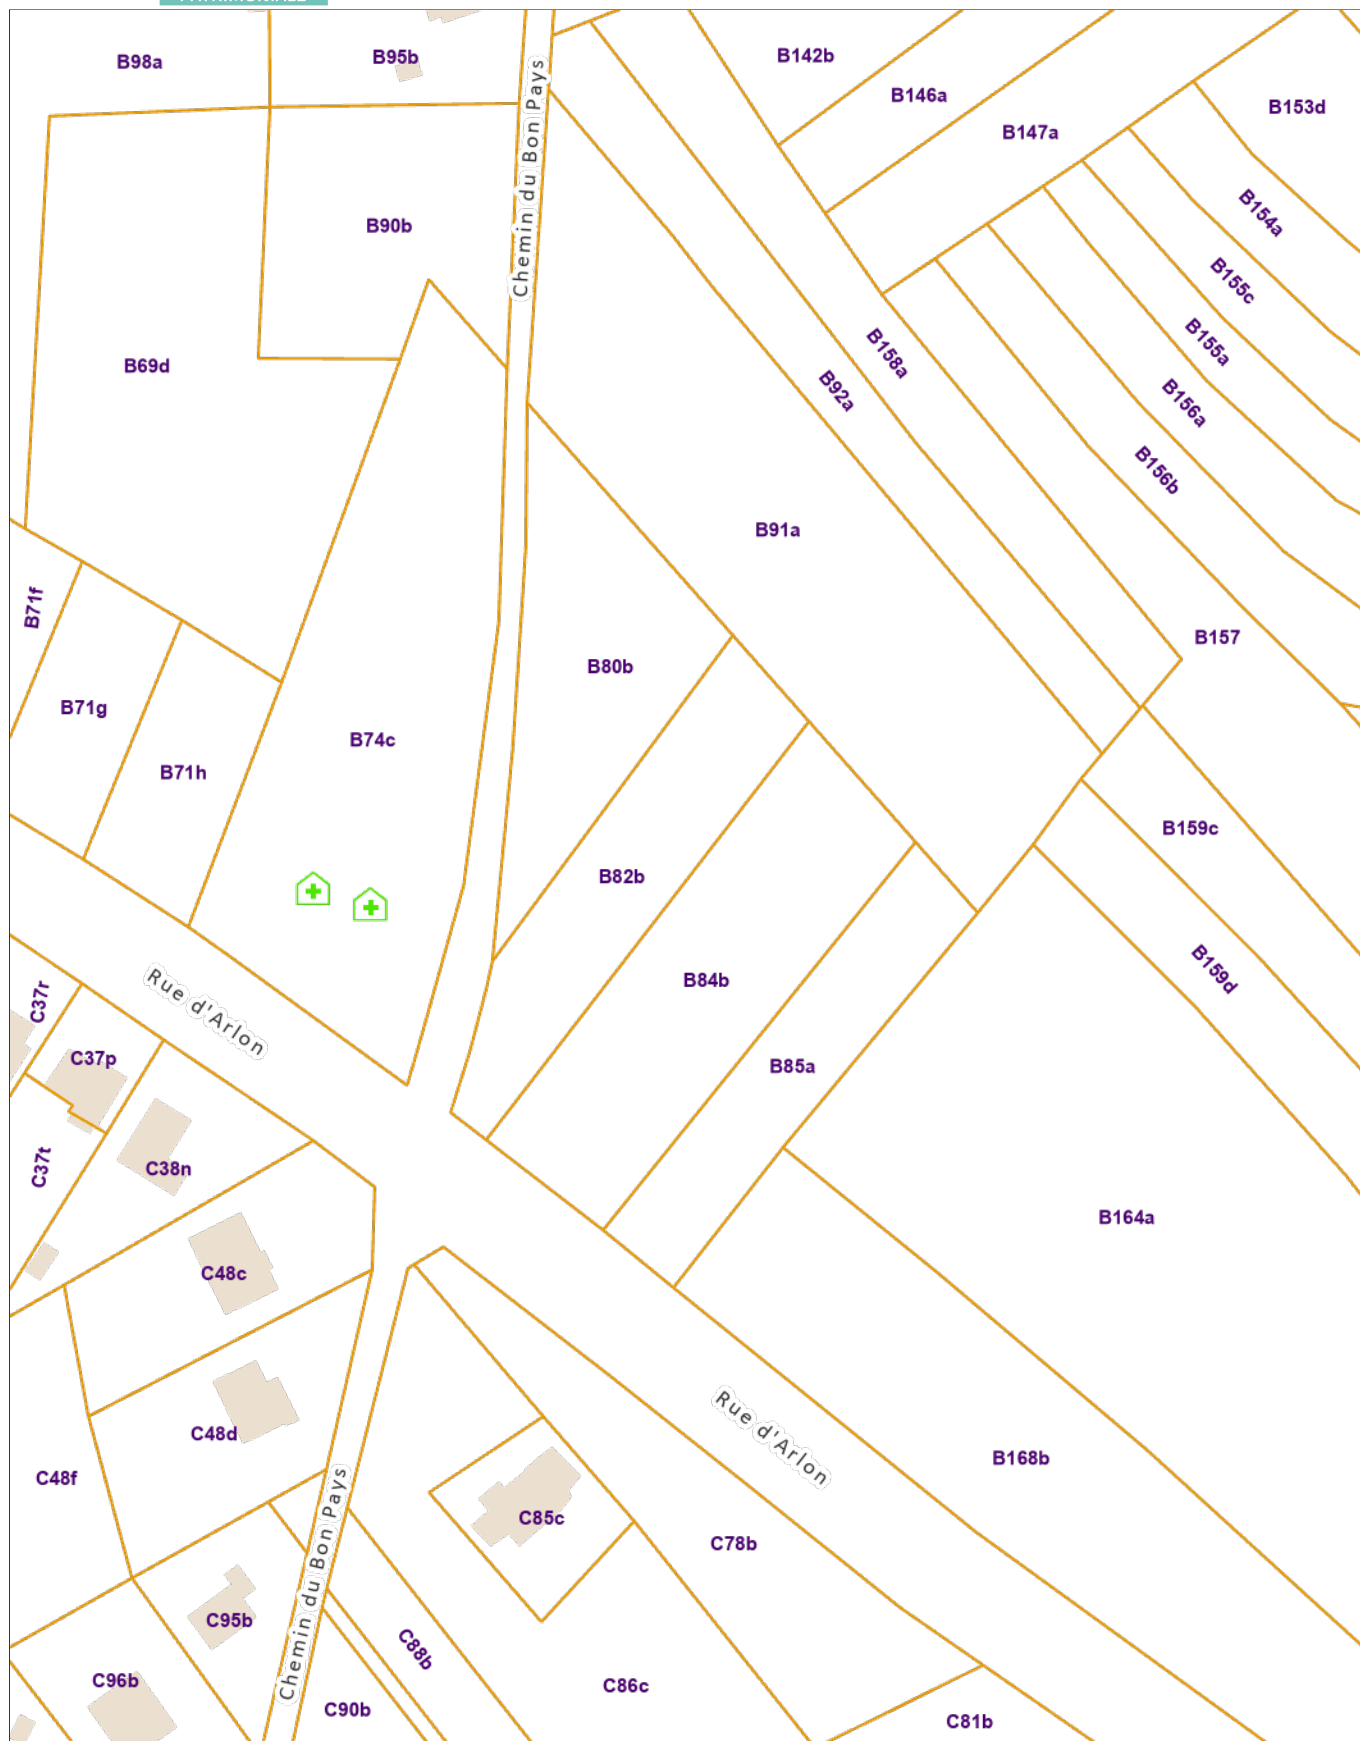 PATRIMONIALE
B98a
B95b
B142b
B146a
B147a
B153d
Chemin du Bon Pays
B90b
B154a
B155c
B155a
B156a
B156b
B158a
B92a
B69d
B91a
B71f
B157
B80b
B71g
B74c
B71h
B159c
B82b
B159d
B84b
C37r
Rue d'Arlon
C37p
B85a
C38n
C37t
B164a
C48c
Rue d'Arlon
C48d
B168b
C48f
C85c
C78b
Chemin du Bon Pays
C95b
C88b
C96b
C86c
C90b
C81b